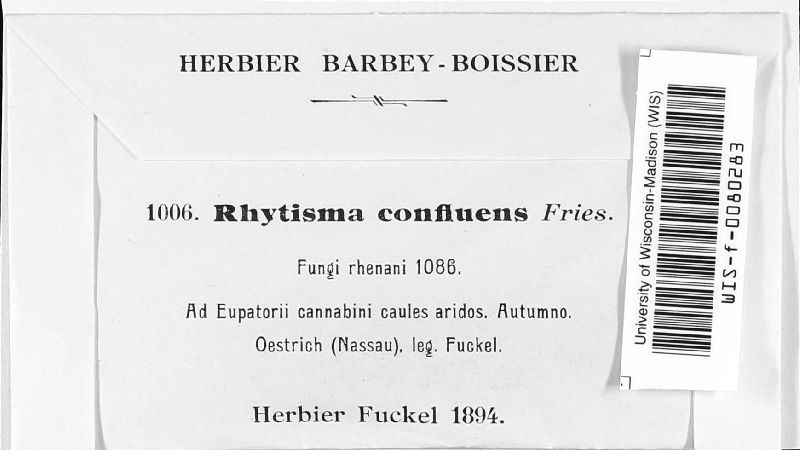 HERBIER BARBEY-BOISSIER
1006. Rhytisma confluens Fries.
Fungi rhenani 1086.
Ad Eupatorii cannabini caules aridos. Autumno.
Oestrich (Nassau), leg. Fuckel.
Herbier Fuckel 1894.
University of Wisconsin-Madison (WIS)
WIS-f-0080283